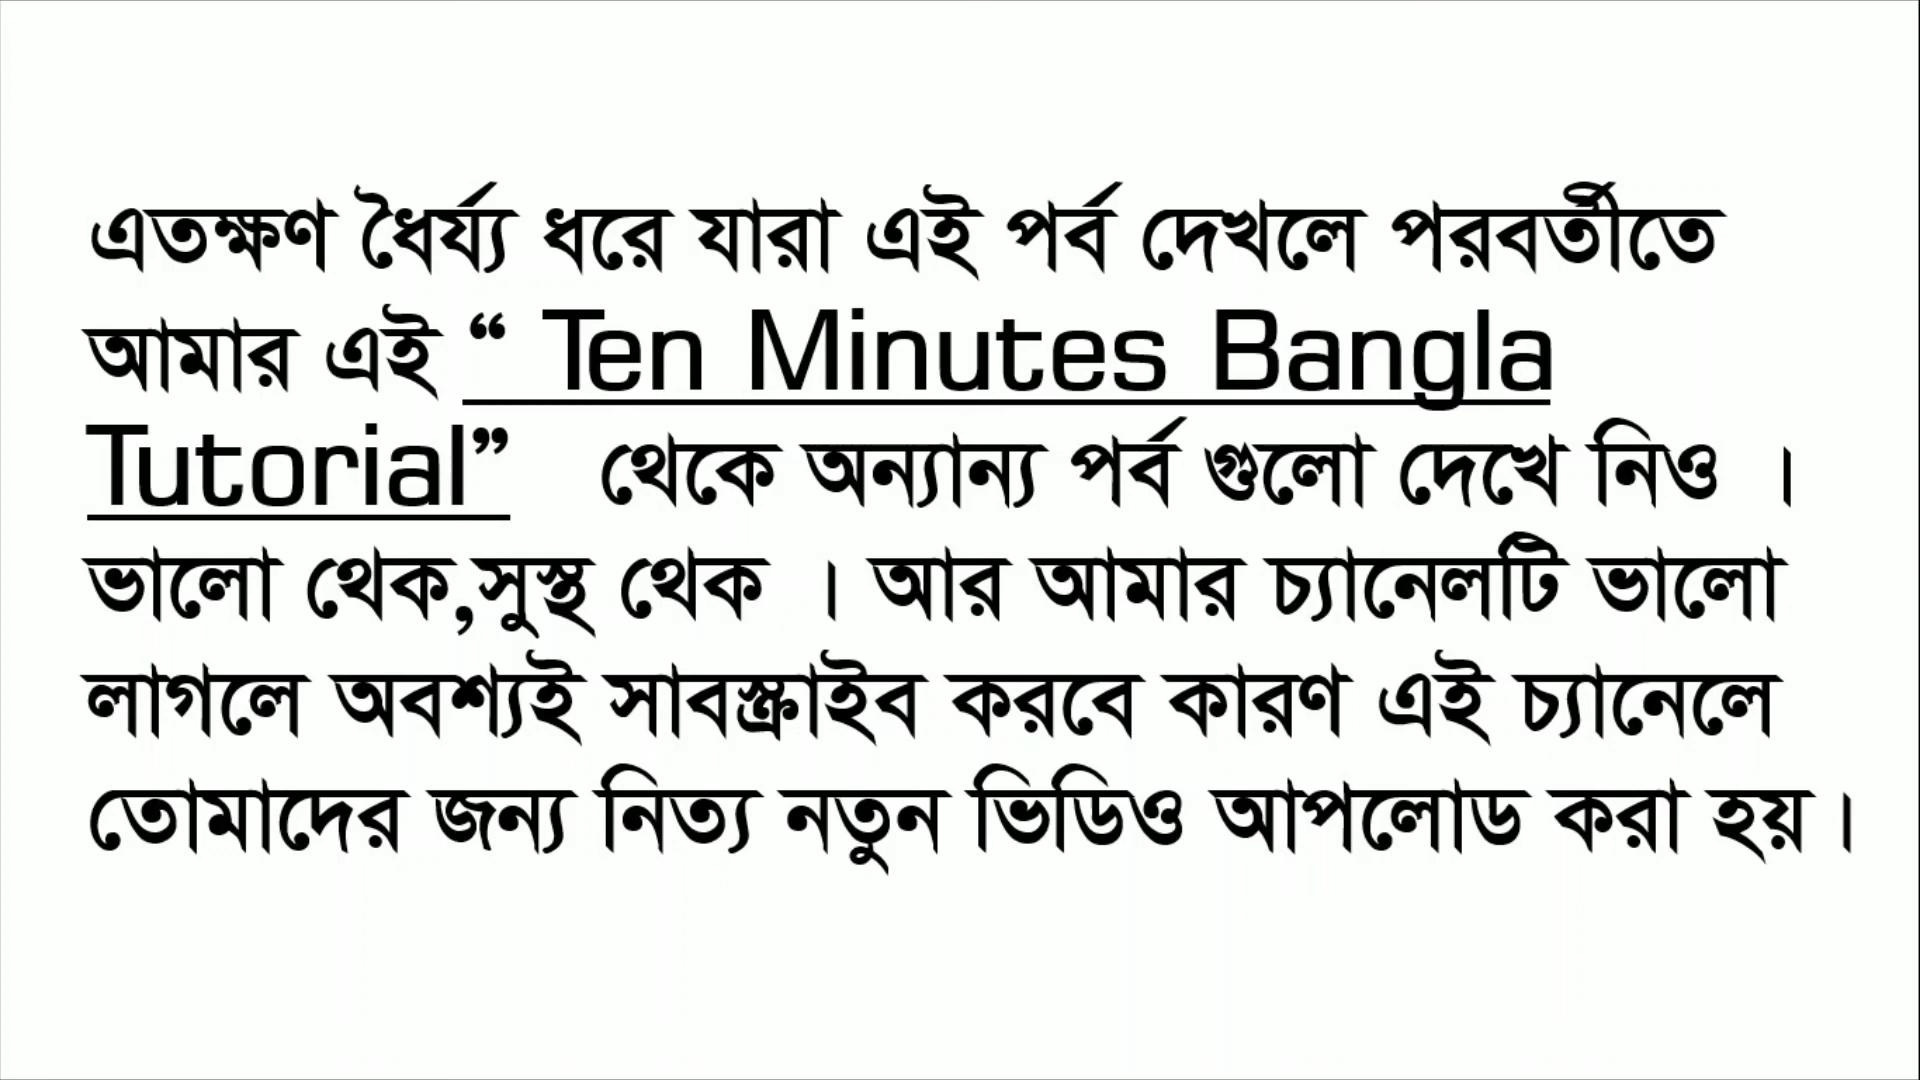 এতক্ষণ ধৈর্য্য ধরে যারা এই পর্ব দেখলে পরবর্তীতে
আমার এই “ Ten Minutes Bangla
Tutorial” থেকে অন্যান্য পর্ব গুলো দেখে নিও ।
ভালো থেক,সুস্থ থেক । আর আমার চ্যানেলটি ভালো
লাগলে অবশ্যই সাবস্ক্রাইব করবে কারণ এই চ্যানেলে
তোমাদের জন্য নিত্য নতুন ভিডিও আপলোড করা হয় ।